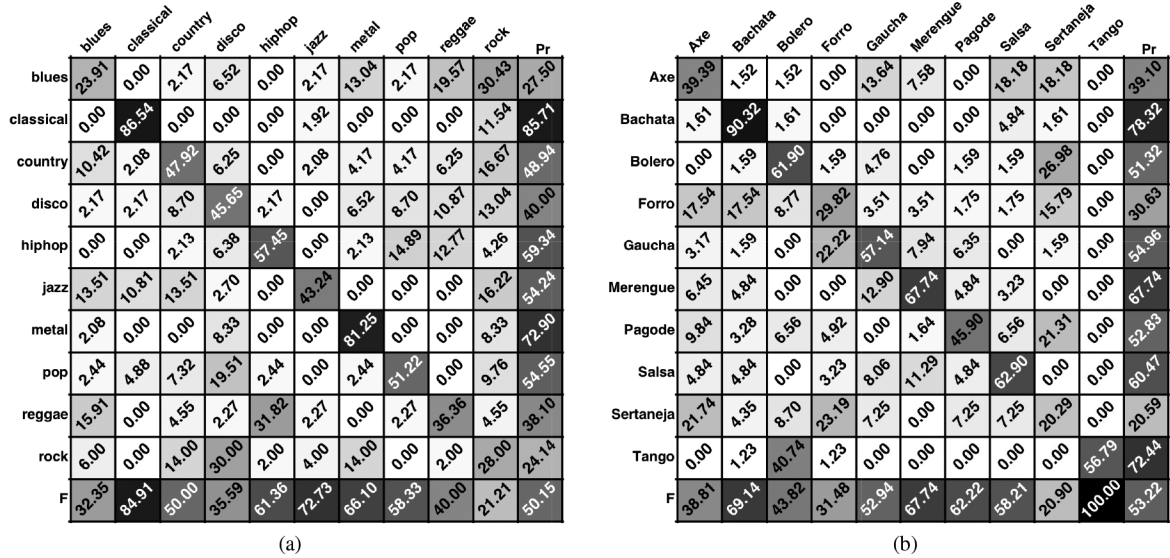 blues classical country disco hiphop jazz metal pop reggae rock Pr
blues 23.91 0.00 2.17 6.52 0.00 2.17 13.04 2.17 19.57 30.43 27.50
classical 0.00 86.54 0.00 0.00 0.00 1.92 0.00 0.00 0.00 11.54 85.71
country 10.42 2.08 47.92 6.25 0.00 2.08 4.17 4.17 6.25 16.67 48.94
disco 2.17 2.17 8.70 45.65 2.17 0.00 6.52 8.70 10.87 13.04 40.00
hiphop 0.00 0.00 2.13 6.38 57.45 0.00 2.13 14.89 12.77 4.26 59.34
jazz 13.51 10.81 13.51 2.70 0.00 43.24 0.00 0.00 0.00 16.22 54.24
metal 2.08 0.00 0.00 8.33 0.00 0.00 81.25 0.00 0.00 8.33 72.90
pop 2.44 4.88 7.32 19.51 2.44 0.00 2.44 51.22 0.00 9.76 54.55
reggae 15.91 0.00 4.55 2.27 31.82 2.27 0.00 2.27 36.36 4.55 38.10
rock 6.00 0.00 14.00 30.00 2.00 4.00 14.00 0.00 2.00 28.00 24.14
F 32.35 84.91 50.00 35.59 61.36 72.73 66.10 58.33 40.00 21.21 50.15
(a)
Axe Bachata Bolero Forro Gaucha Merengue Pagode Salsa Sertaneja Tango Pr
Axe 39.39 1.52 1.52 0.00 13.64 7.58 0.00 18.18 18.18 0.00 39.10
Bachata 1.61 90.32 1.61 0.00 0.00 0.00 0.00 4.84 1.61 0.00 78.32
Bolero 0.00 1.59 61.90 1.59 4.76 0.00 1.59 1.59 26.98 0.00 51.32
Forro 17.54 17.54 8.77 29.82 3.51 3.51 1.75 1.75 15.79 0.00 30.63
Gaucha 3.17 1.59 0.00 22.22 57.14 7.94 6.35 0.00 1.59 0.00 54.96
Merengue 6.45 4.84 0.00 0.00 12.90 67.74 4.84 3.23 0.00 0.00 67.74
Pagode 9.84 3.28 6.56 4.92 0.00 1.64 45.90 6.56 21.31 0.00 52.83
Salsa 4.84 4.84 0.00 3.23 8.06 11.29 4.84 62.90 0.00 0.00 60.47
Sertaneja 21.74 4.35 8.70 23.19 7.25 0.00 7.25 7.25 20.29 0.00 20.59
Tango 0.00 1.23 40.74 1.23 0.00 0.00 0.00 0.00 0.00 56.79 72.44
F 38.81 69.14 43.82 31.48 52.94 67.74 62.22 58.21 20.90 100.00 53.22
(b)